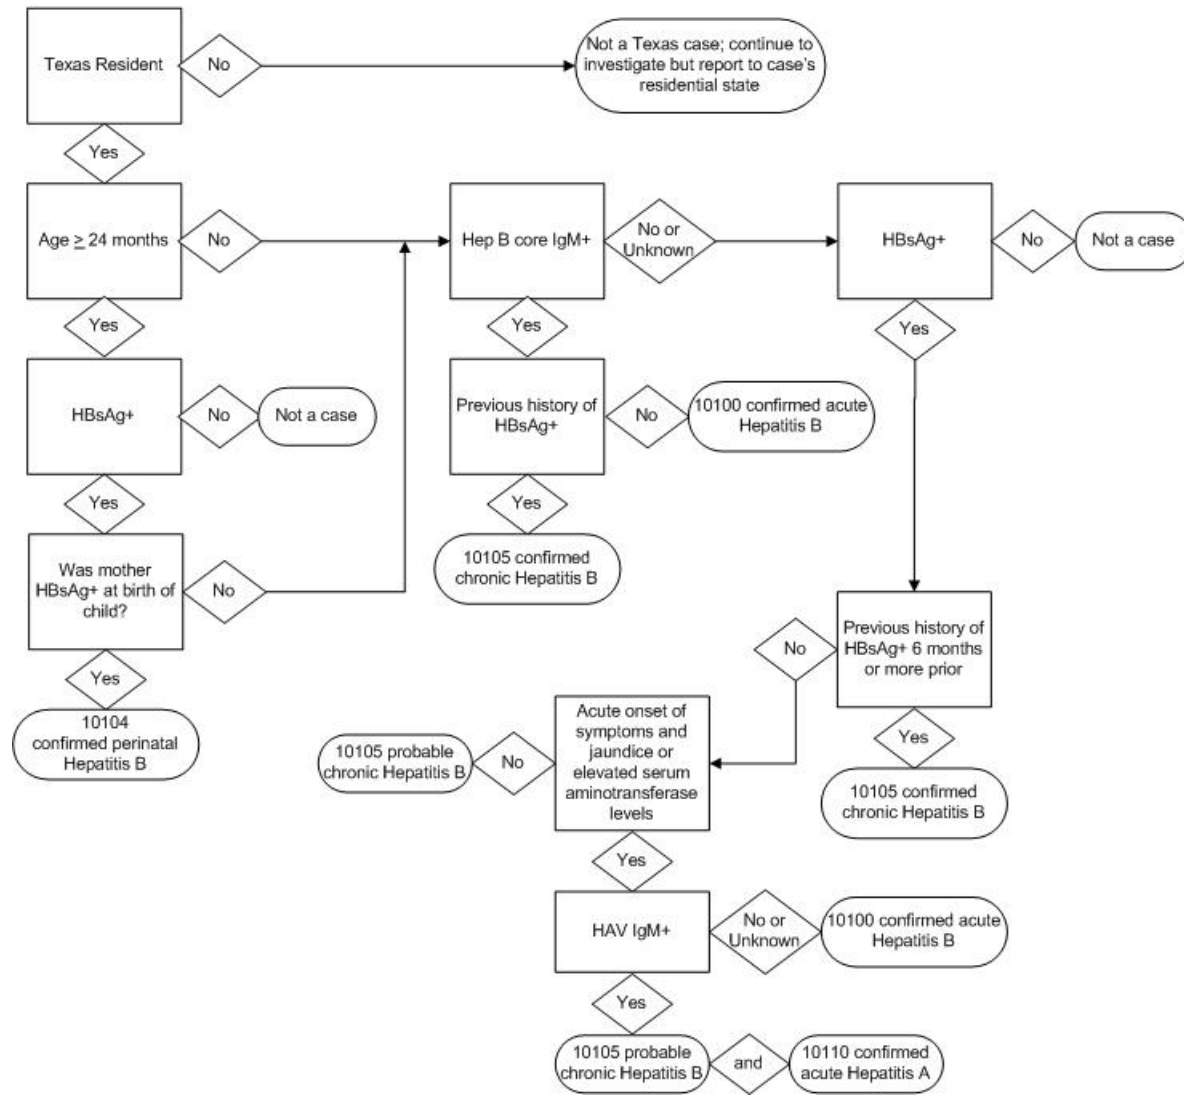 Texas Resident
No
Not a Texas case; continue to
investigate but report to case's
residential state
Yes
Age ≥ 24 months
No
Hep B core IgM+
No or
Unknown
HBsAg+
No
Not a case
Yes
Yes
Yes
HBsAg+
No
Not a case
Previous history of
HBsAg+
No
10100 confirmed acute
Hepatitis B
Yes
Yes
Was mother
HBsAg+ at birth of
child?
No
10105 confirmed
chronic Hepatitis B
Previous history of
HBsAg+ 6 months
or more prior
No
Yes
10104
confirmed perinatal
Hepatitis B
Acute onset of
symptoms and
jaundice or
elevated serum
aminotransferase
levels
No
10105 probable
chronic Hepatitis B
Yes
10105 confirmed
chronic Hepatitis B
Yes
HAV IgM+
No or
Unknown
10100 confirmed acute
Hepatitis B
Yes
10105 probable
chronic Hepatitis B
and
10110 confirmed
acute Hepatitis A